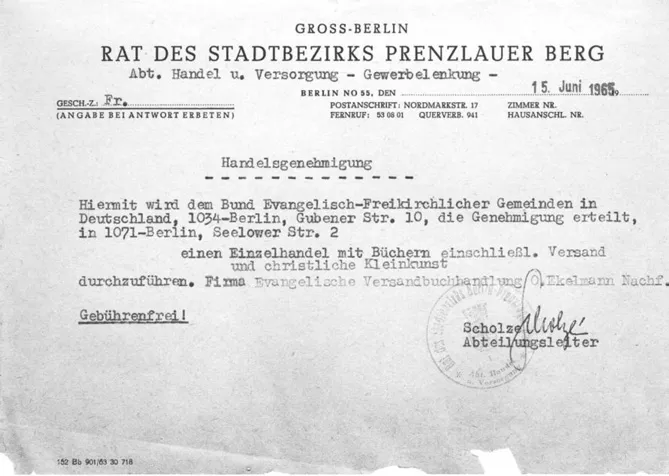 GROSS-BERLIN
RAT DES STADTBEZIRKS PRENZLAUER BERG
Abt. Handel u. Versorgung - Gewerbelenkung -
BERLIN NO 55, DEN 15. Juni 1965
GESCH.-Z.: Fr.
POSTANSCHRIFT: NORDMARKSTR. 17 ZIMMER NR.
(ANGABE BEI ANTWORT ERBETEN) FERNRUF: 53 08 01 QUERVERB. 941 HAUSANSCHL. NR.
Handelsgenehmigung
Hiermit wird dem Bund Evangelisch-Freikirchlicher Gemeinden in
Deutschland, 1034-Berlin, Gubener Str. 10, die Genehmigung erteilt,
in 1071-Berlin, Seelower Str. 2
einen Einzelhandel mit Büchern einschließl. Versand
und christliche Kleinkunst
durchzuführen. Firma Evangelische Versandbuchhandlung O. Ekelmann Nachf.
Gebührenfrei!
Scholze
Abteilungsleiter
152 Bb 901/63 30 718